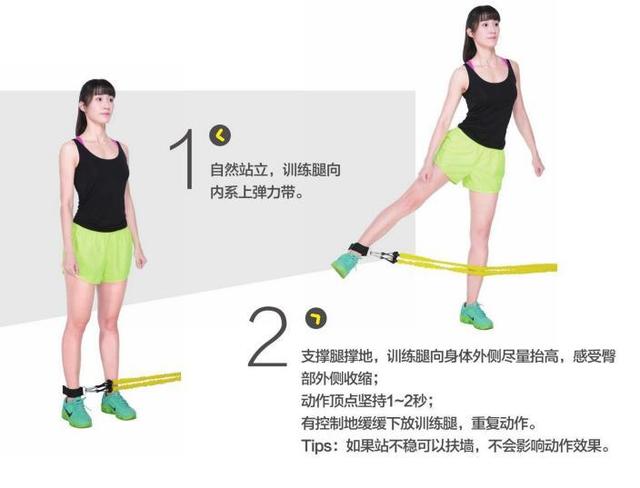 1
自然站立，训练腿向
内系上弹力带。
2
支撑腿撑地，训练腿向身体外侧尽量抬高，感受臀
部外侧收缩；
动作顶点坚持1~2秒；
有控制地缓缓下放训练腿，重复动作。
Tips：如果站不稳可以扶墙，不会影响动作效果。